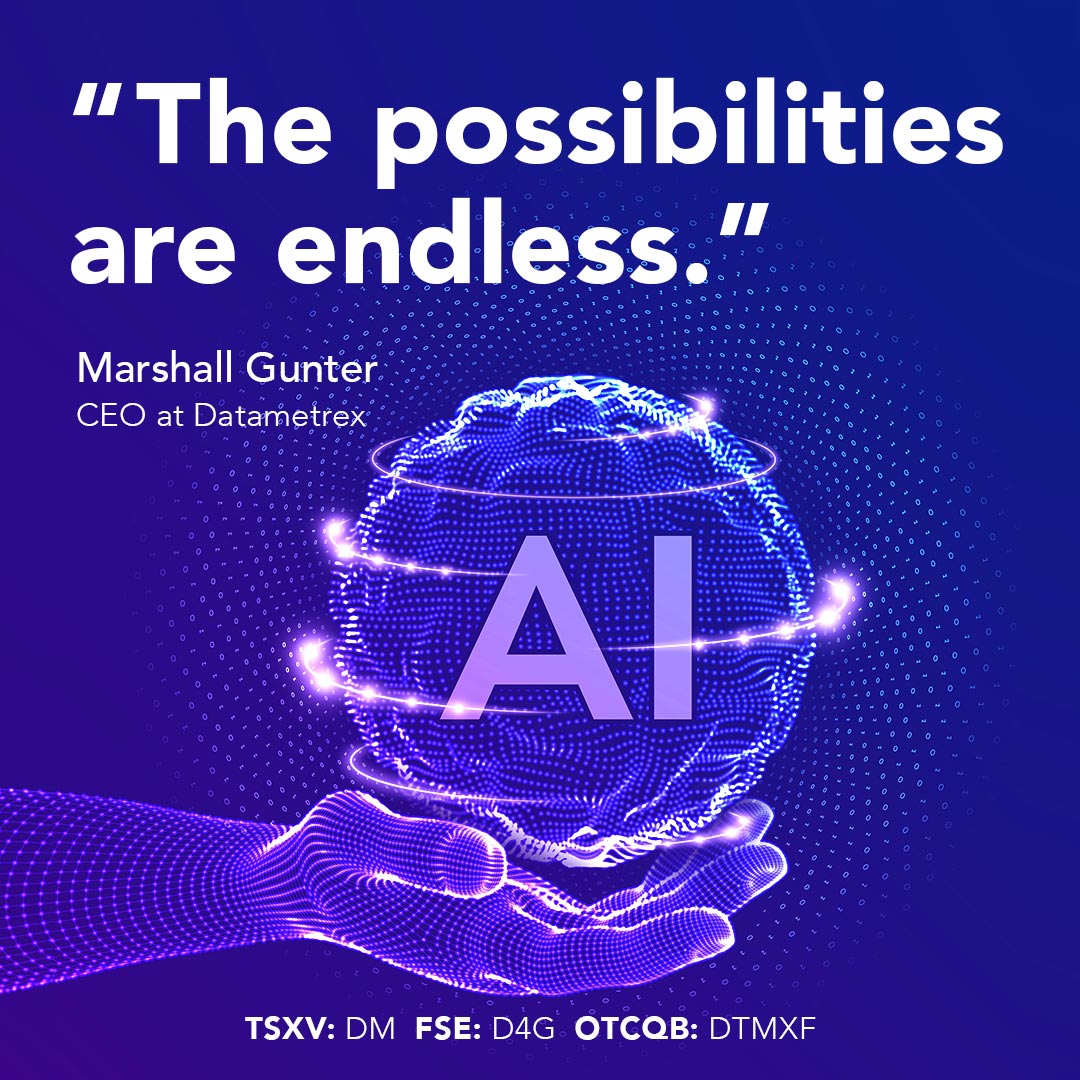 “The possibilities
are endless.”
Marshall Gunter
CEO at Datametrex
AI
TSXV: DM FSE: D4G OTCQB: DTMXF